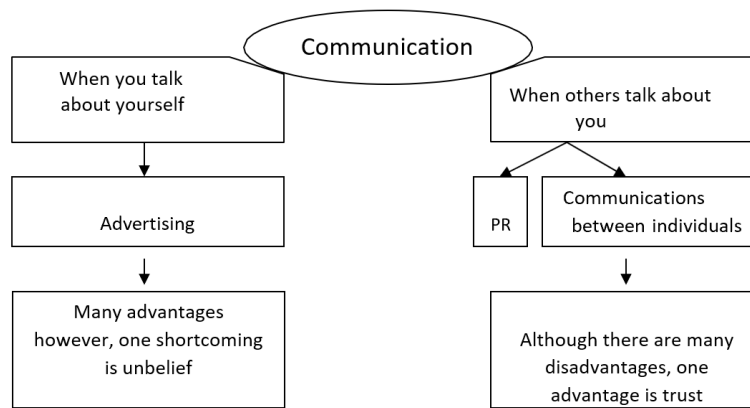 Communication
When you talk
about yourself
When others talk about
you
Advertising
PR
Communications
between individuals
Many advantages
however, one shortcoming
is unbelief
Although there are many
disadvantages, one
advantage is trust